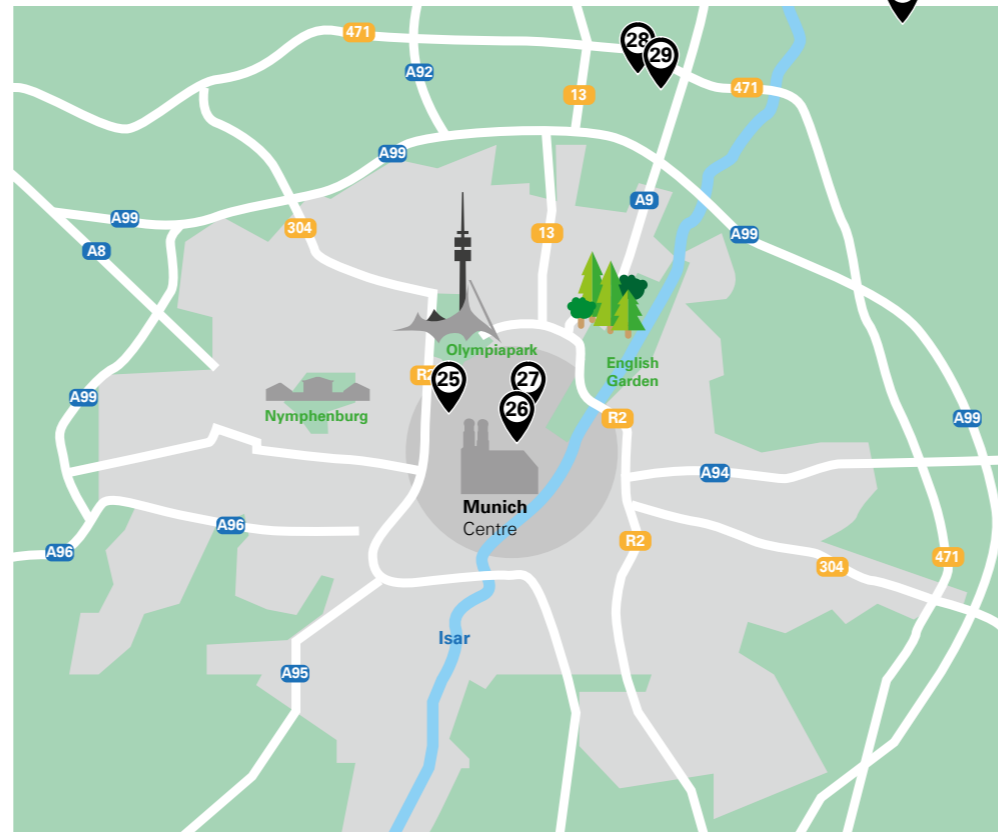 471
28
29
A92
13
471
A99
A9
A99
304
13
A99
A8
Olympiapark
English
Garden
R2
25
27
26
Nymphenburg
A99
R2
A99
A94
Munich
Centre
A96
A96
R2
304
471
Isar
A95